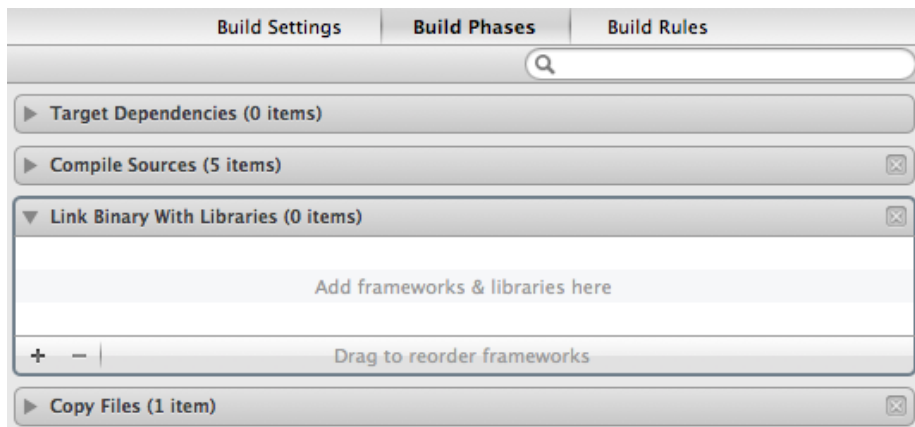 Build Settings Build Phases Build Rules
Target Dependencies (0 items)
Compile Sources (5 items)
Link Binary With Libraries (0 items)
Add frameworks & libraries here
Drag to reorder frameworks
Copy Files (1 item)